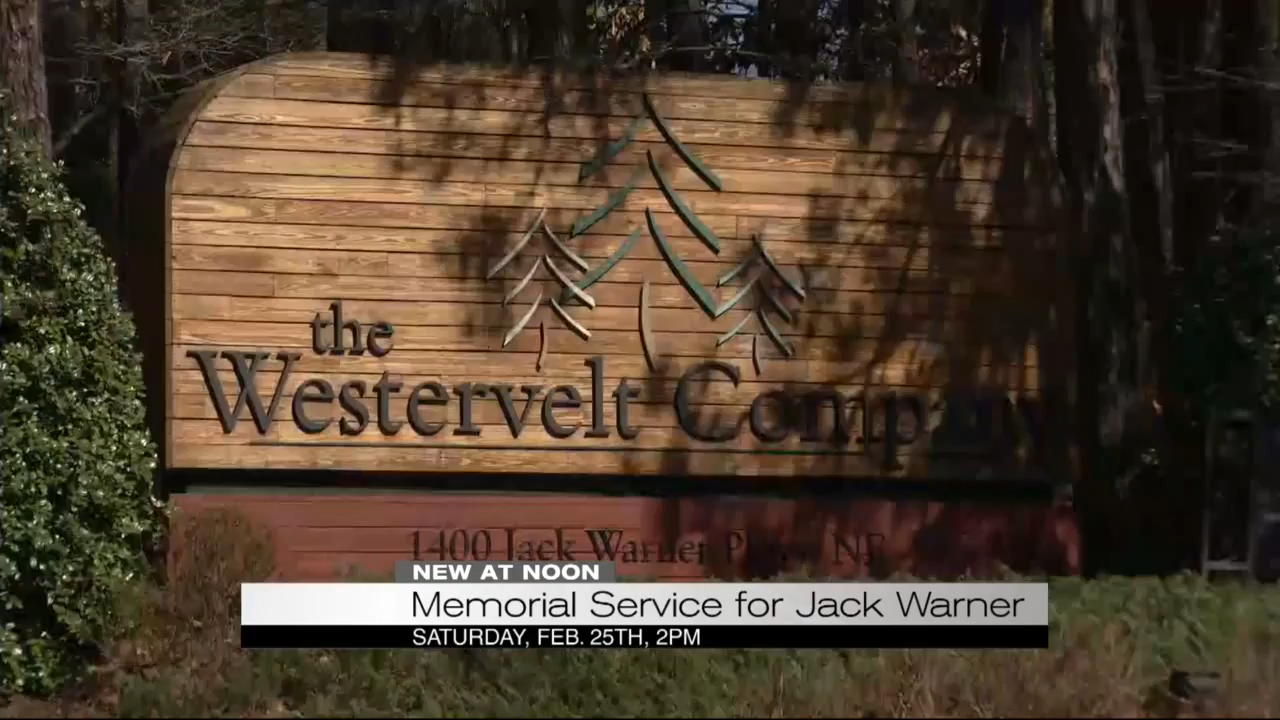 the
Westervelt Company
1400 Jack Warner Pkwy NE
NEW AT NOON
Memorial Service for Jack Warner
SATURDAY, FEB. 25TH, 2PM